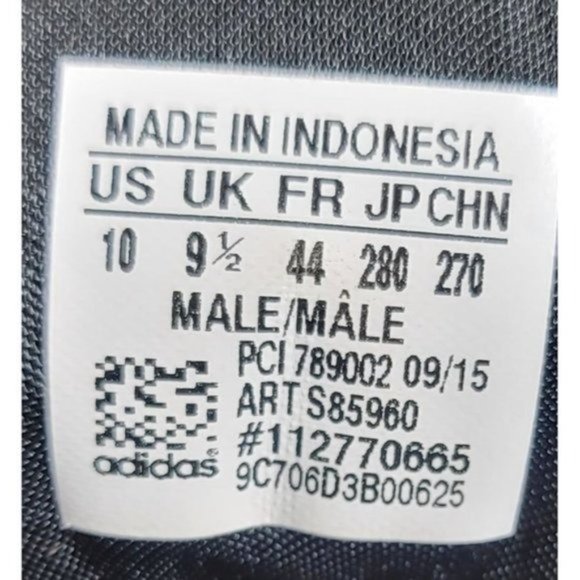 MADE IN INDONESIA
US UK FR JP CHN
10 9½ 44 280 270
MALE/MÂLE
PCI 789002 09/15
ART S85960
#112770665
adidas® 9C706D3B00625